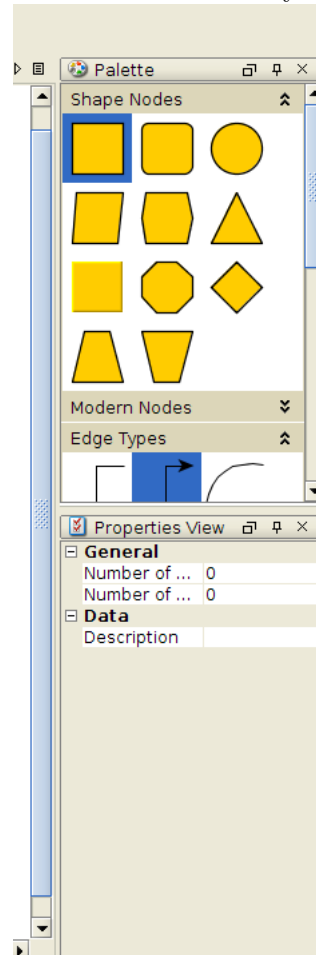 Palette
Shape Nodes
Modern Nodes
Edge Types
Properties View
General
Number of ... 0
Number of ... 0
Data
Description